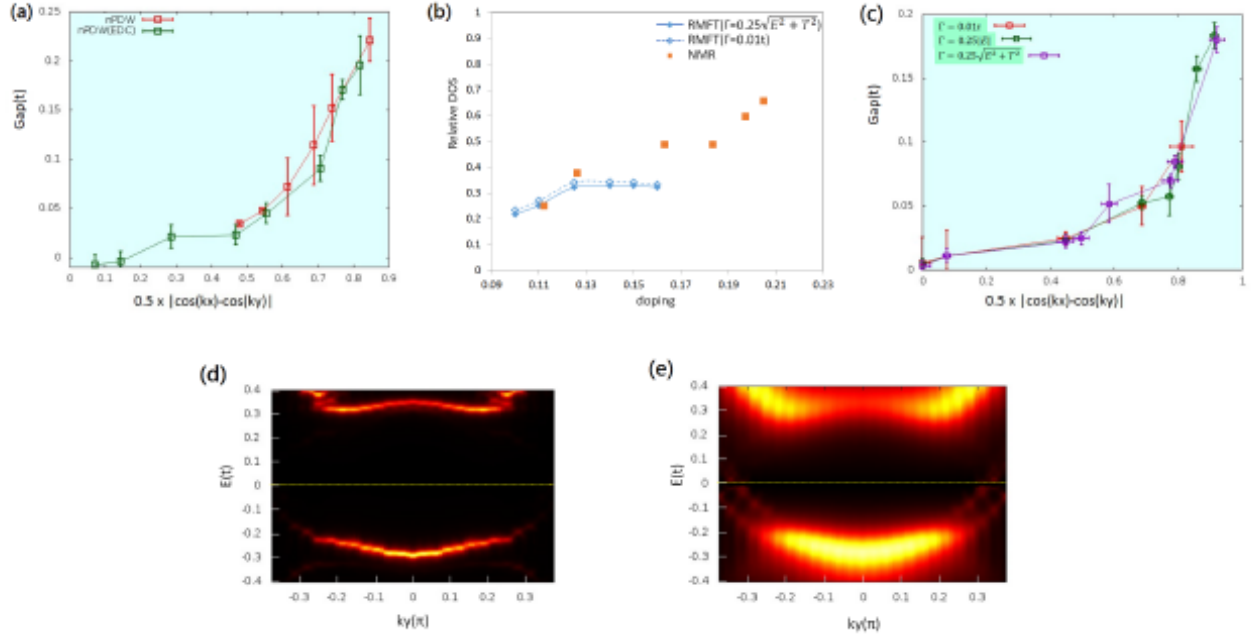 (a)
nPDW
nPDW(EDC)
Gap(t)
0.25
0.2
0.15
0.1
0.05
0
0 0.1 0.2 0.3 0.4 0.5 0.6 0.7 0.8 0.9
0.5 x |cos(kx)-cos(ky)|
(b)
RMFT(Γ=0.25√E²+Γ²)
RMFT(Γ=0.01t)
NMR
Relative DOS
1
0.9
0.8
0.7
0.6
0.5
0.4
0.3
0.2
0.1
0
0.09 0.11 0.13 0.15 0.17 0.19 0.21 0.23
doping
(c)
Γ = 0.01t
Γ = 0.25|E|
Γ = 0.25√E² + Γ²
Gap(t)
0.2
0.15
0.1
0.05
0
0 0.2 0.4 0.6 0.8 1
0.5 x |cos(kx)-cos(ky)|
(d)
E(t)
0.4
0.3
0.2
0.1
0
-0.1
-0.2
-0.3
-0.4
-0.3 -0.2 -0.1 0 0.1 0.2 0.3
ky(π)
(e)
E(t)
0.4
0.3
0.2
0.1
0
-0.1
-0.2
-0.3
-0.4
-0.3 -0.2 -0.1 0 0.1 0.2 0.3
ky(π)